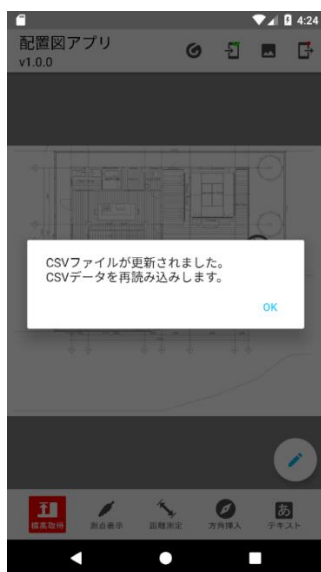 4:24
配置図アプリ
v1.0.0
CSVファイルが更新されました。
CSVデータを再読み込みします。
OK
標高取得
測点表示
距離測定
方角挿入
あ
テキスト